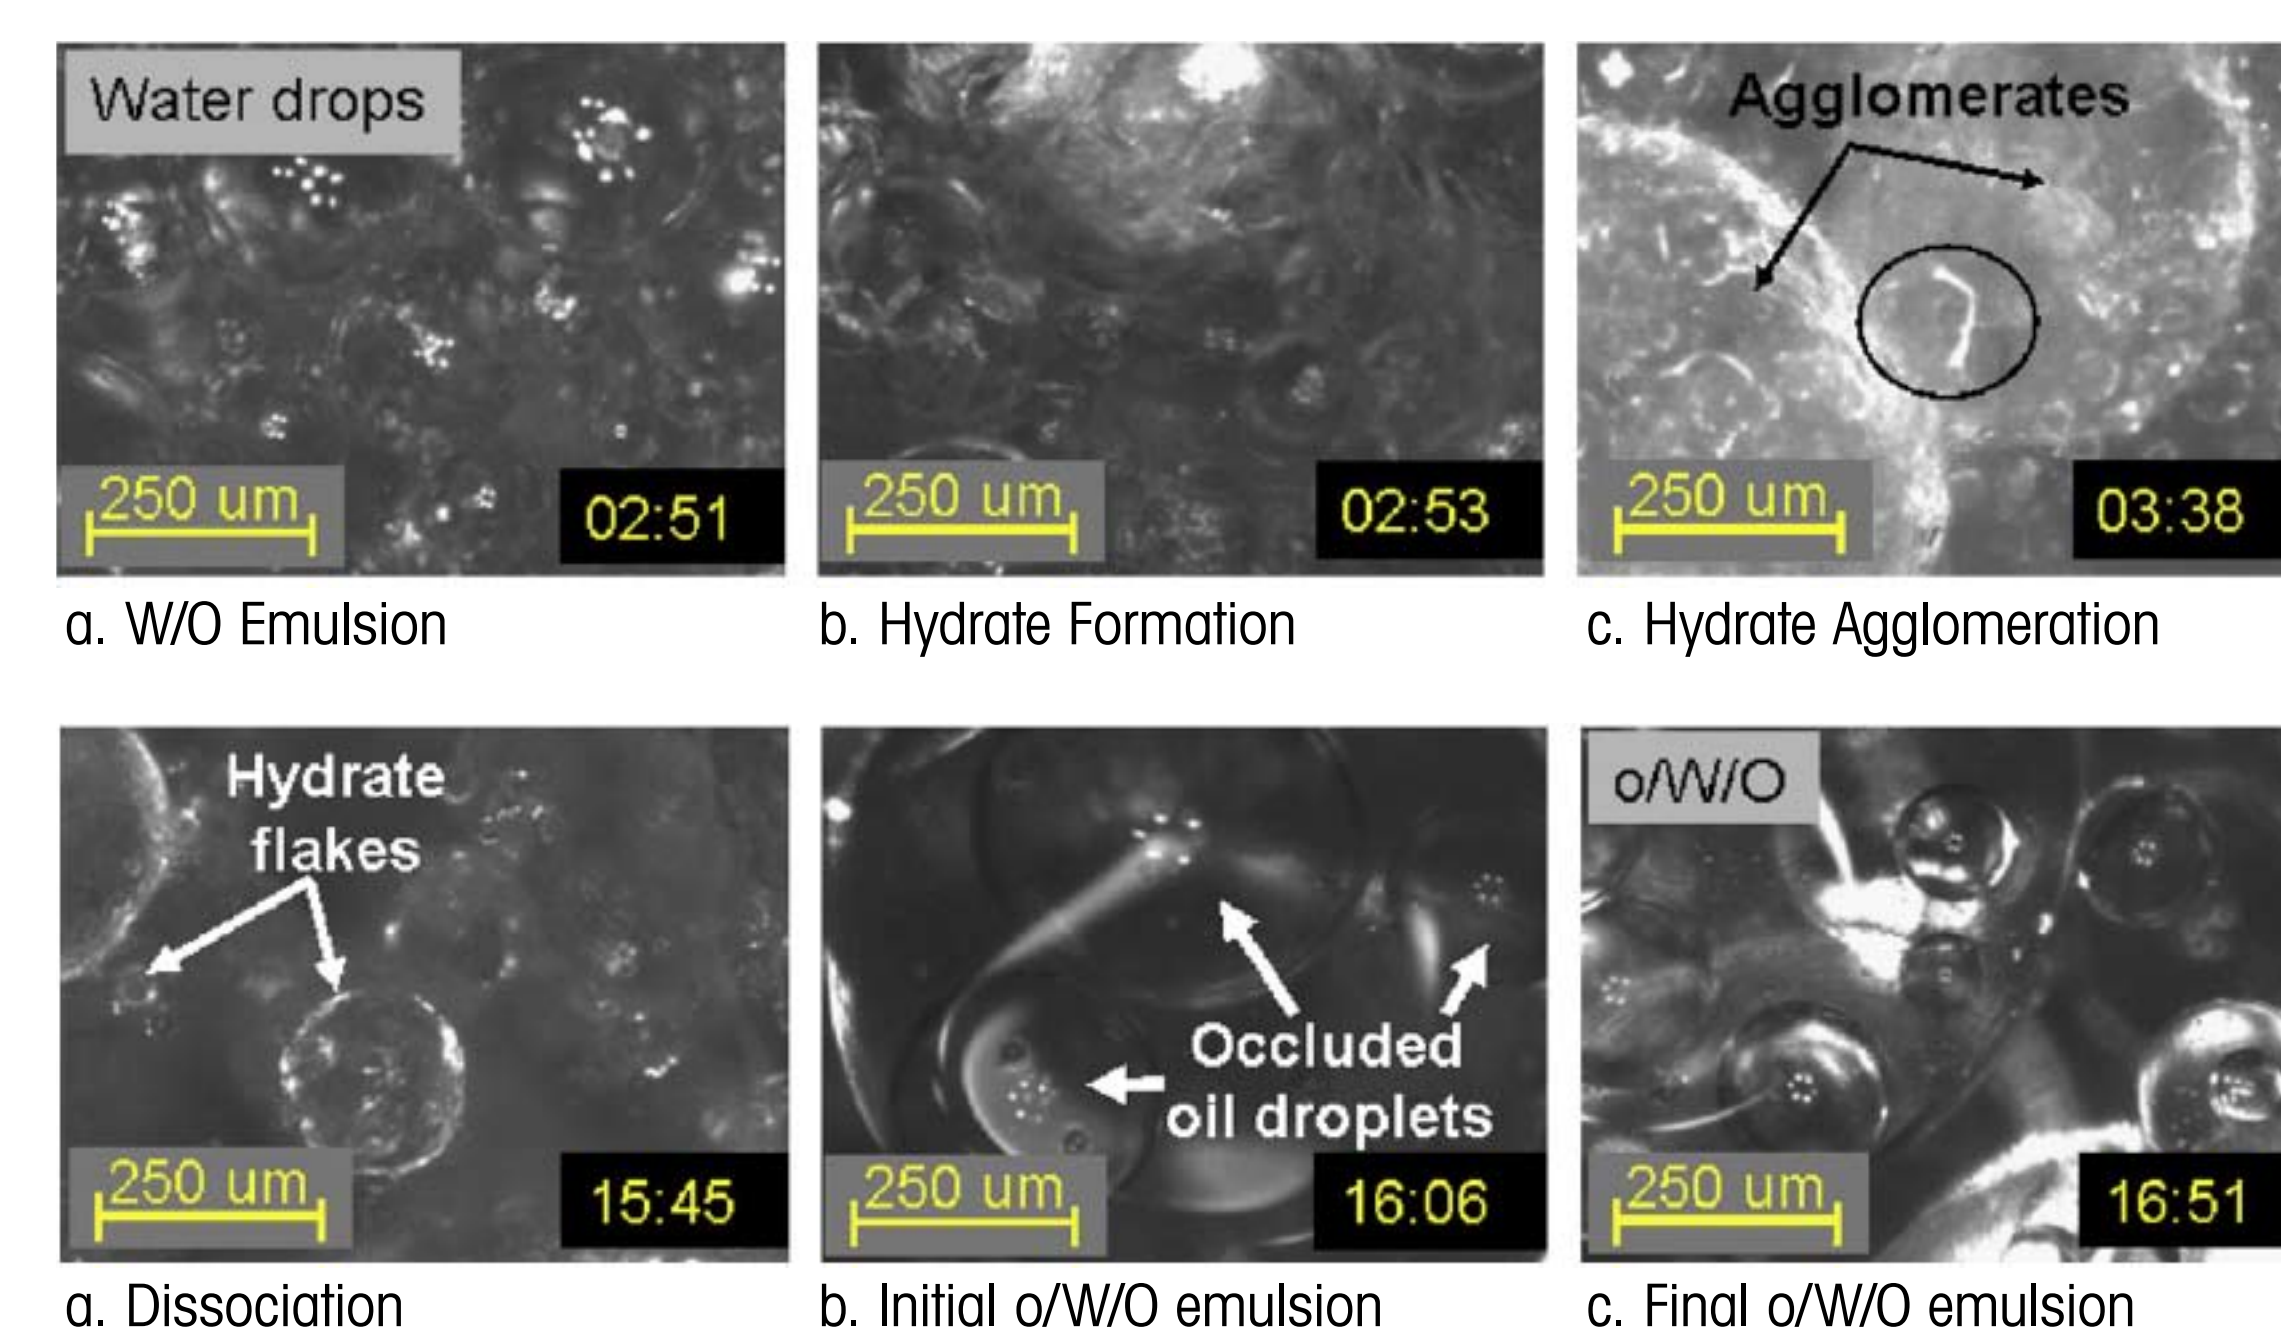 Water drops
250 um
02:51
250 um
02:53
Agglomerates
250 um
03:38
a. W/O Emulsion
b. Hydrate Formation
c. Hydrate Agglomeration
Hydrate
flakes
250 um
15:45
Occluded
oil droplets
250 um
16:06
o/W/O
250 um
16:51
a. Dissociation
b. Initial o/W/O emulsion
c. Final o/W/O emulsion